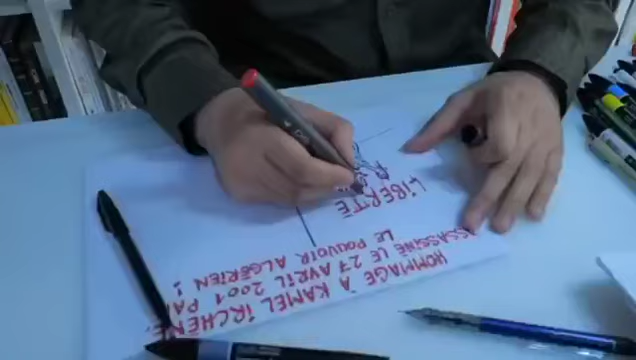 LIBERTÉ
HOMMAGE À KAMEL IRCHENE,
ASSASSINÉ LE 27 AVRIL 2001 PAR
LE POUVOIR ALGÉRIEN !